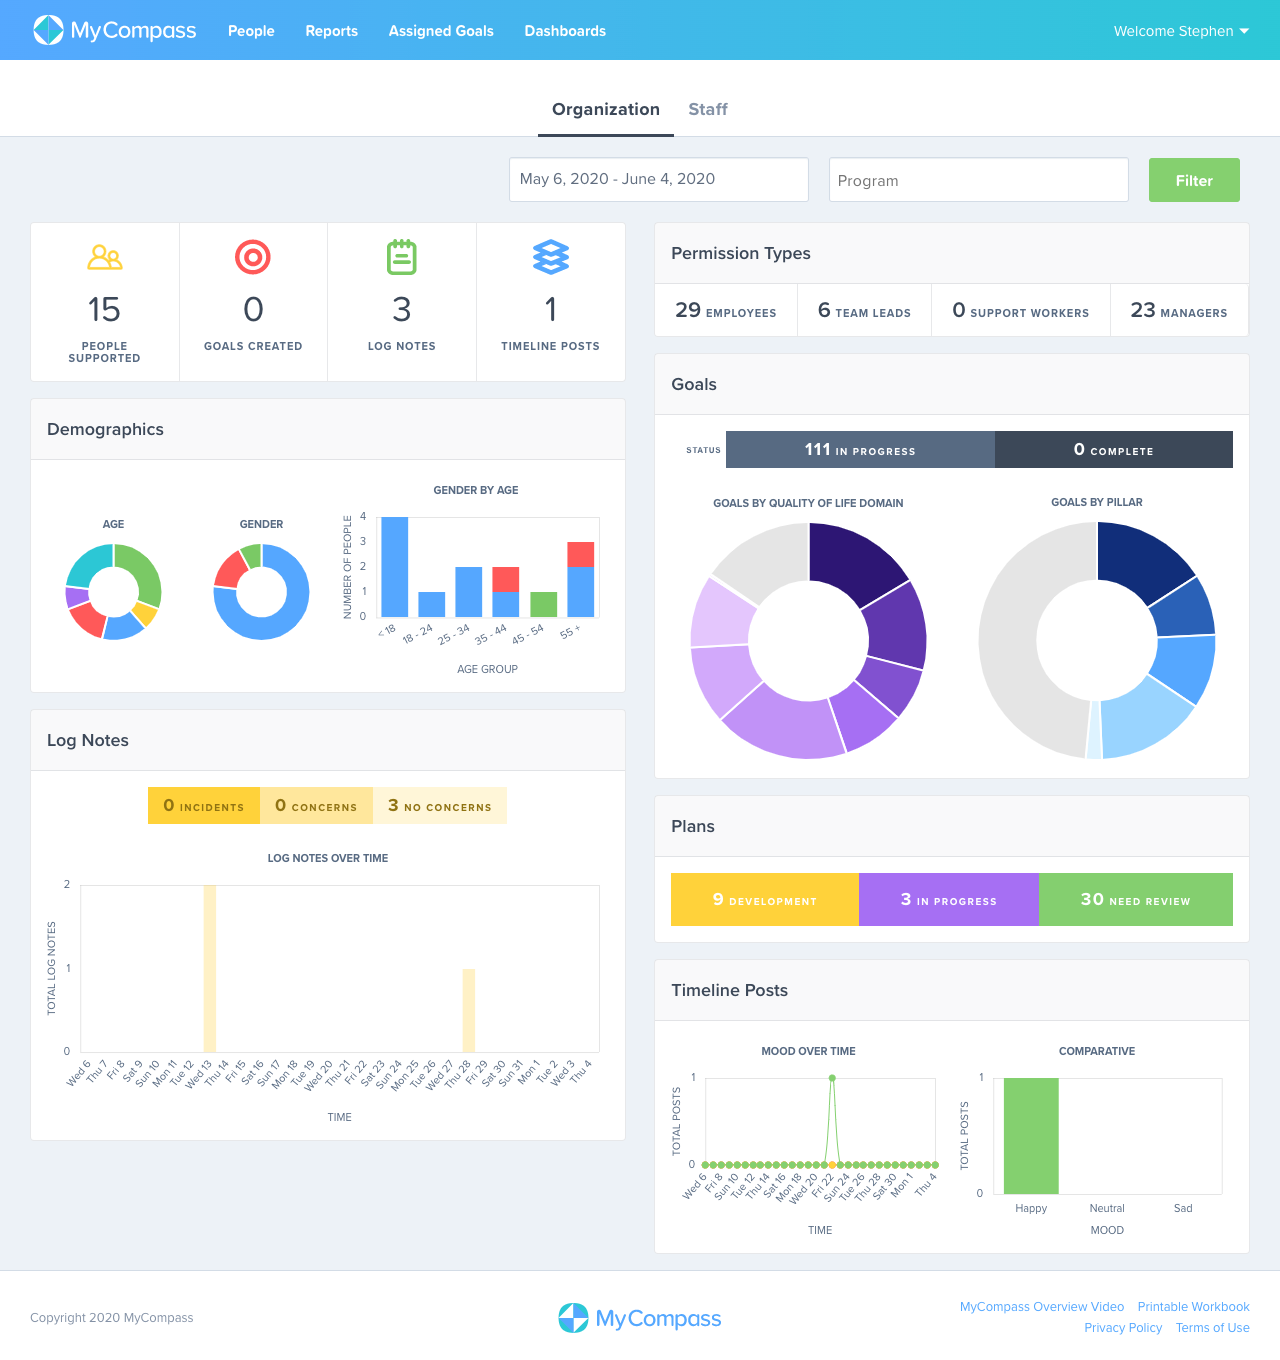 MyCompass People Reports Assigned Goals Dashboards Welcome Stephen
Organization Staff
May 6, 2020 - June 4, 2020 Program Filter
15
PEOPLE
SUPPORTED
0
GOALS CREATED
3
LOG NOTES
1
TIMELINE POSTS
Demographics
AGE
GENDER
GENDER BY AGE
NUMBER OF PEOPLE
4
3
2
1
0
< 18 18 - 24 25 - 34 35 - 44 45 - 54 55 +
AGE GROUP
Log Notes
0 INCIDENTS 0 CONCERNS 3 NO CONCERNS
LOG NOTES OVER TIME
TOTAL LOG NOTES
2
1
0
Wed 6 Thu 7 Fri 8 Sat 9 Sun 10 Mon 11 Tue 12 Wed 13 Thu 14 Fri 15 Sat 16 Sun 17 Mon 18 Tue 19 Wed 20 Thu 21 Fri 22 Sat 23 Sun 24 Mon 25 Tue 26 Wed 27 Thu 28 Fri 29 Sat 30 Sun 31 Mon 1 Tue 2 Wed 3 Thu 4
TIME
Permission Types
29 EMPLOYEES 6 TEAM LEADS 0 SUPPORT WORKERS 23 MANAGERS
Goals
STATUS 111 IN PROGRESS 0 COMPLETE
GOALS BY QUALITY OF LIFE DOMAIN GOALS BY PILLAR
Plans
9 DEVELOPMENT 3 IN PROGRESS 30 NEED REVIEW
Timeline Posts
MOOD OVER TIME
TOTAL POSTS
1
0
Wed 6 Fri 8 Sun 10 Tue 12 Thu 14 Sat 16 Mon 18 Wed 20 Fri 22 Sun 24 Tue 26 Thu 28 Sat 30 Mon 1 Thu 4
TIME
COMPARATIVE
TOTAL POSTS
1
0
Happy Neutral Sad
MOOD
Copyright 2020 MyCompass
MyCompass
MyCompass Overview Video Printable Workbook
Privacy Policy Terms of Use